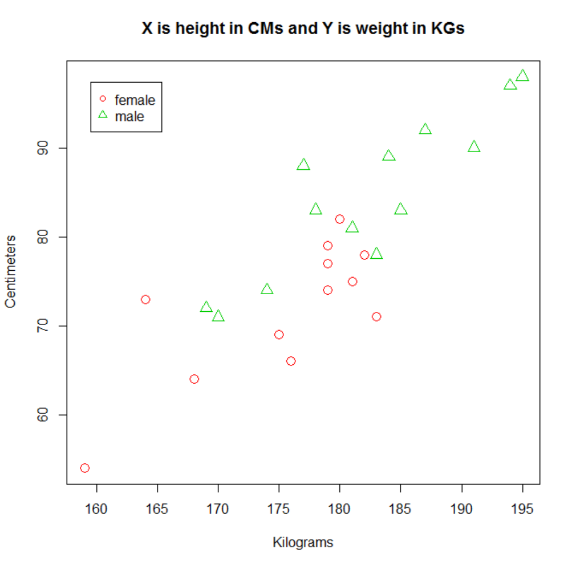 X is height in CMs and Y is weight in KGs
female
male
90
80
70
60
Centimeters
160 165 170 175 180 185 190 195
Kilograms